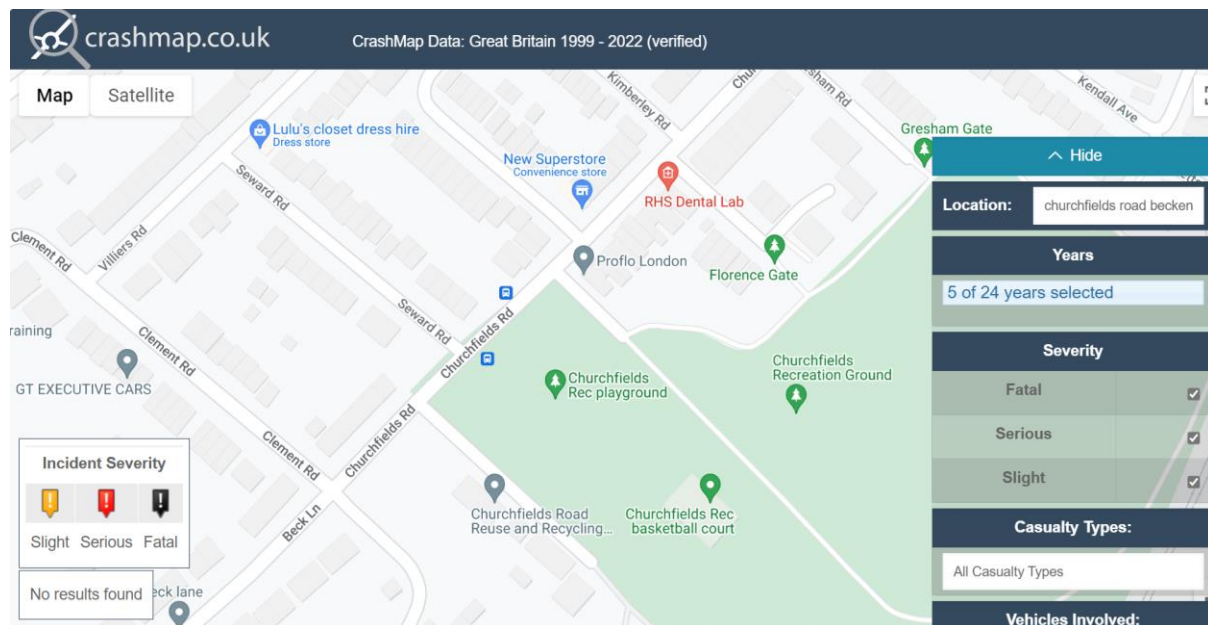 crashmap.co.uk
CrashMap Data: Great Britain 1999 - 2022 (verified)
Map
Satellite
Kimberley Rd
Kendall Ave
Lulu's closet dress hire
Dress store
Gresham Gate
Hide
New Superstore
Convenience store
RHS Dental Lab
Location:
churchfields road becken
Seward Rd
Villiers Rd
Clement Rd
Proflo London
Florence Gate
Years
5 of 24 years selected
Seward Rd
Churchfields Rd
raining
Clement Rd
GT EXECUTIVE CARS
Churchfields
Rec playground
Churchfields
Recreation Ground
Severity
Fatal
Serious
Slight
Churchfields Rd
Clement Rd
Incident Severity
Slight Serious Fatal
Beck Ln
Churchfields Road
Reuse and Recycling...
Churchfields Rec
basketball court
Casualty Types:
All Casualty Types
No results found
eck lane
Vehicles Involved: